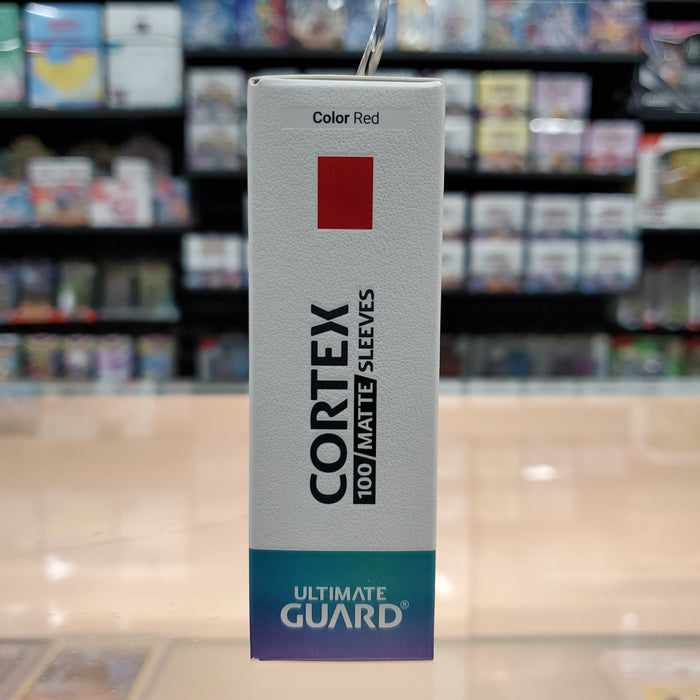 Color Red
CORTEX
100/MATTE/SLEEVES
ULTIMATE
GUARD®